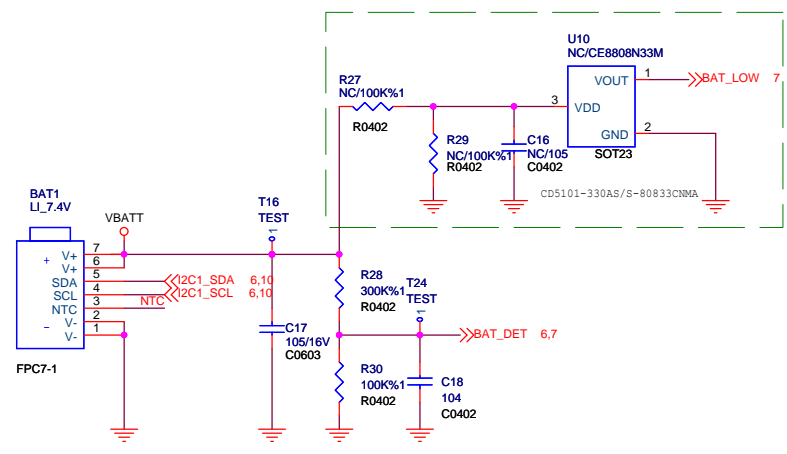 U10
NC/CE8808N33M
VOUT
1
BAT_LOW 7
R27
NC/100K%1
R0402
3
VDD
GND
2
SOT23
R29
NC/100K%1
R0402
C16
NC/105
C0402
CD5101-330AS/S-80833CNMA
BAT1
LI_7.4V
VBATT
T16
TEST
1
+
V+
7
V+
6
SDA
5
I2C1_SDA 6,10
SCL
4
I2C1_SCL 6,10
NTC
3
NTC
−
V-
2
V-
1
FPC7-1
C17
105/16V
C0603
R28
300K%1
R0402
T24
TEST
1
BAT_DET 6,7
R30
100K%1
R0402
C18
104
C0402